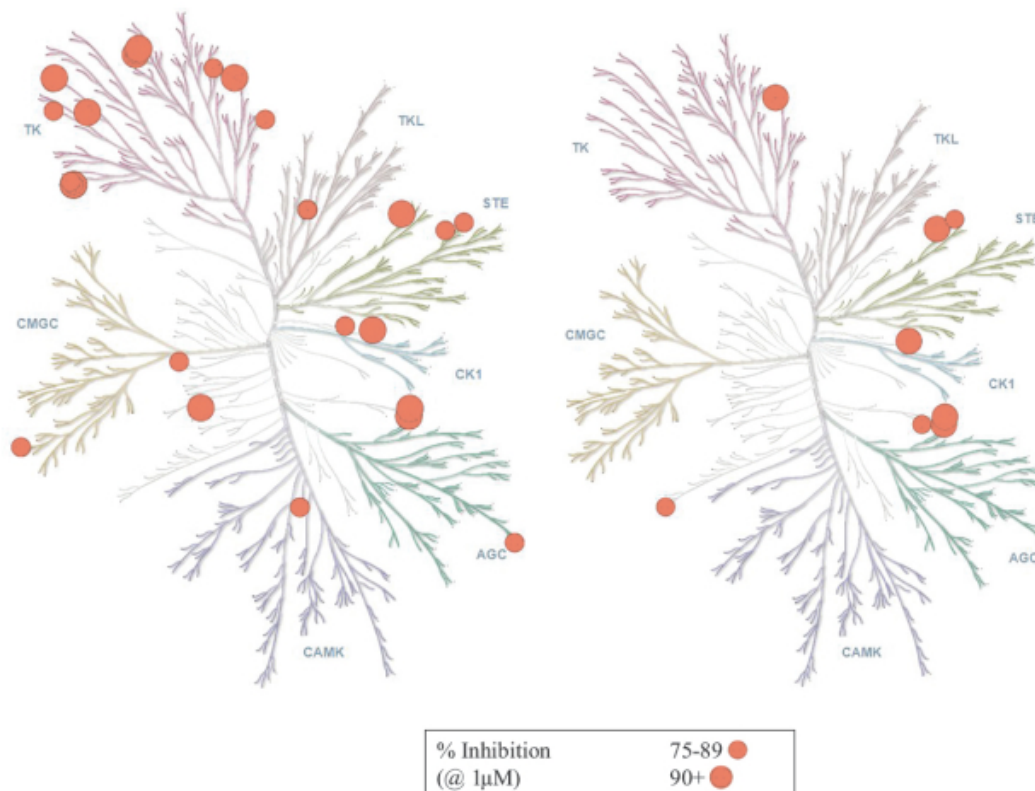 TK
TKL
STE
CMGC
CK1
AGC
CAMK
TK
TKL
STE
CMGC
CK1
AGC
CAMK
% Inhibition 75-89
(@ 1µM) 90+